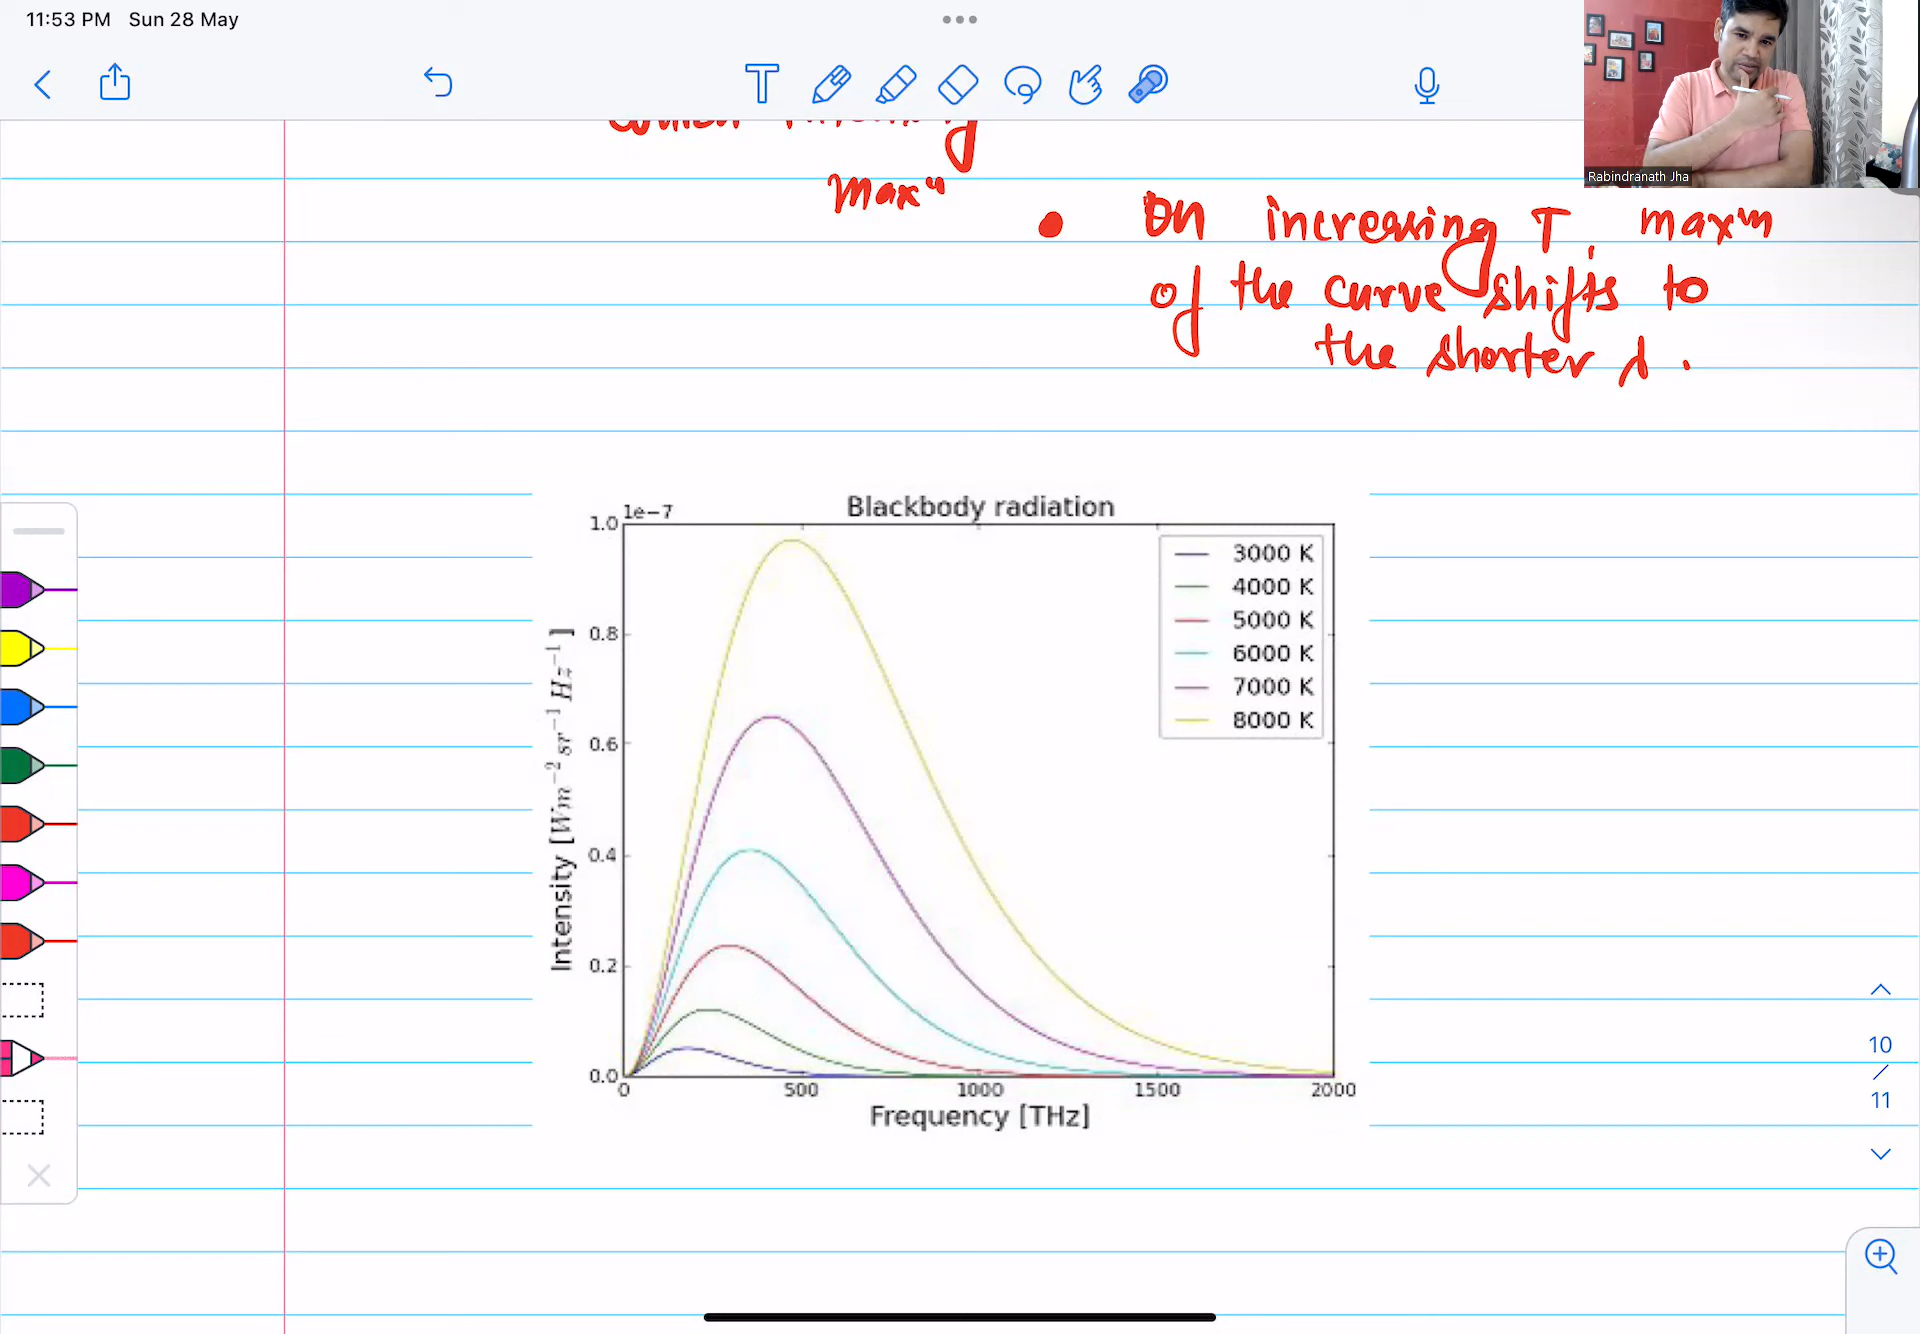 11:53 PM Sun 28 May
Rabindranath Jha
maxᵐ
• On increasing T, maxᵐ
of the curve shifts to
the shorter λ.
Blackbody radiation
1e−7
1.0
0.8
0.6
0.4
0.2
0.0
Intensity [Wm⁻² sr⁻¹ Hz⁻¹]
3000 K
4000 K
5000 K
6000 K
7000 K
8000 K
0 500 1000 1500 2000
Frequency [THz]
10
/
11